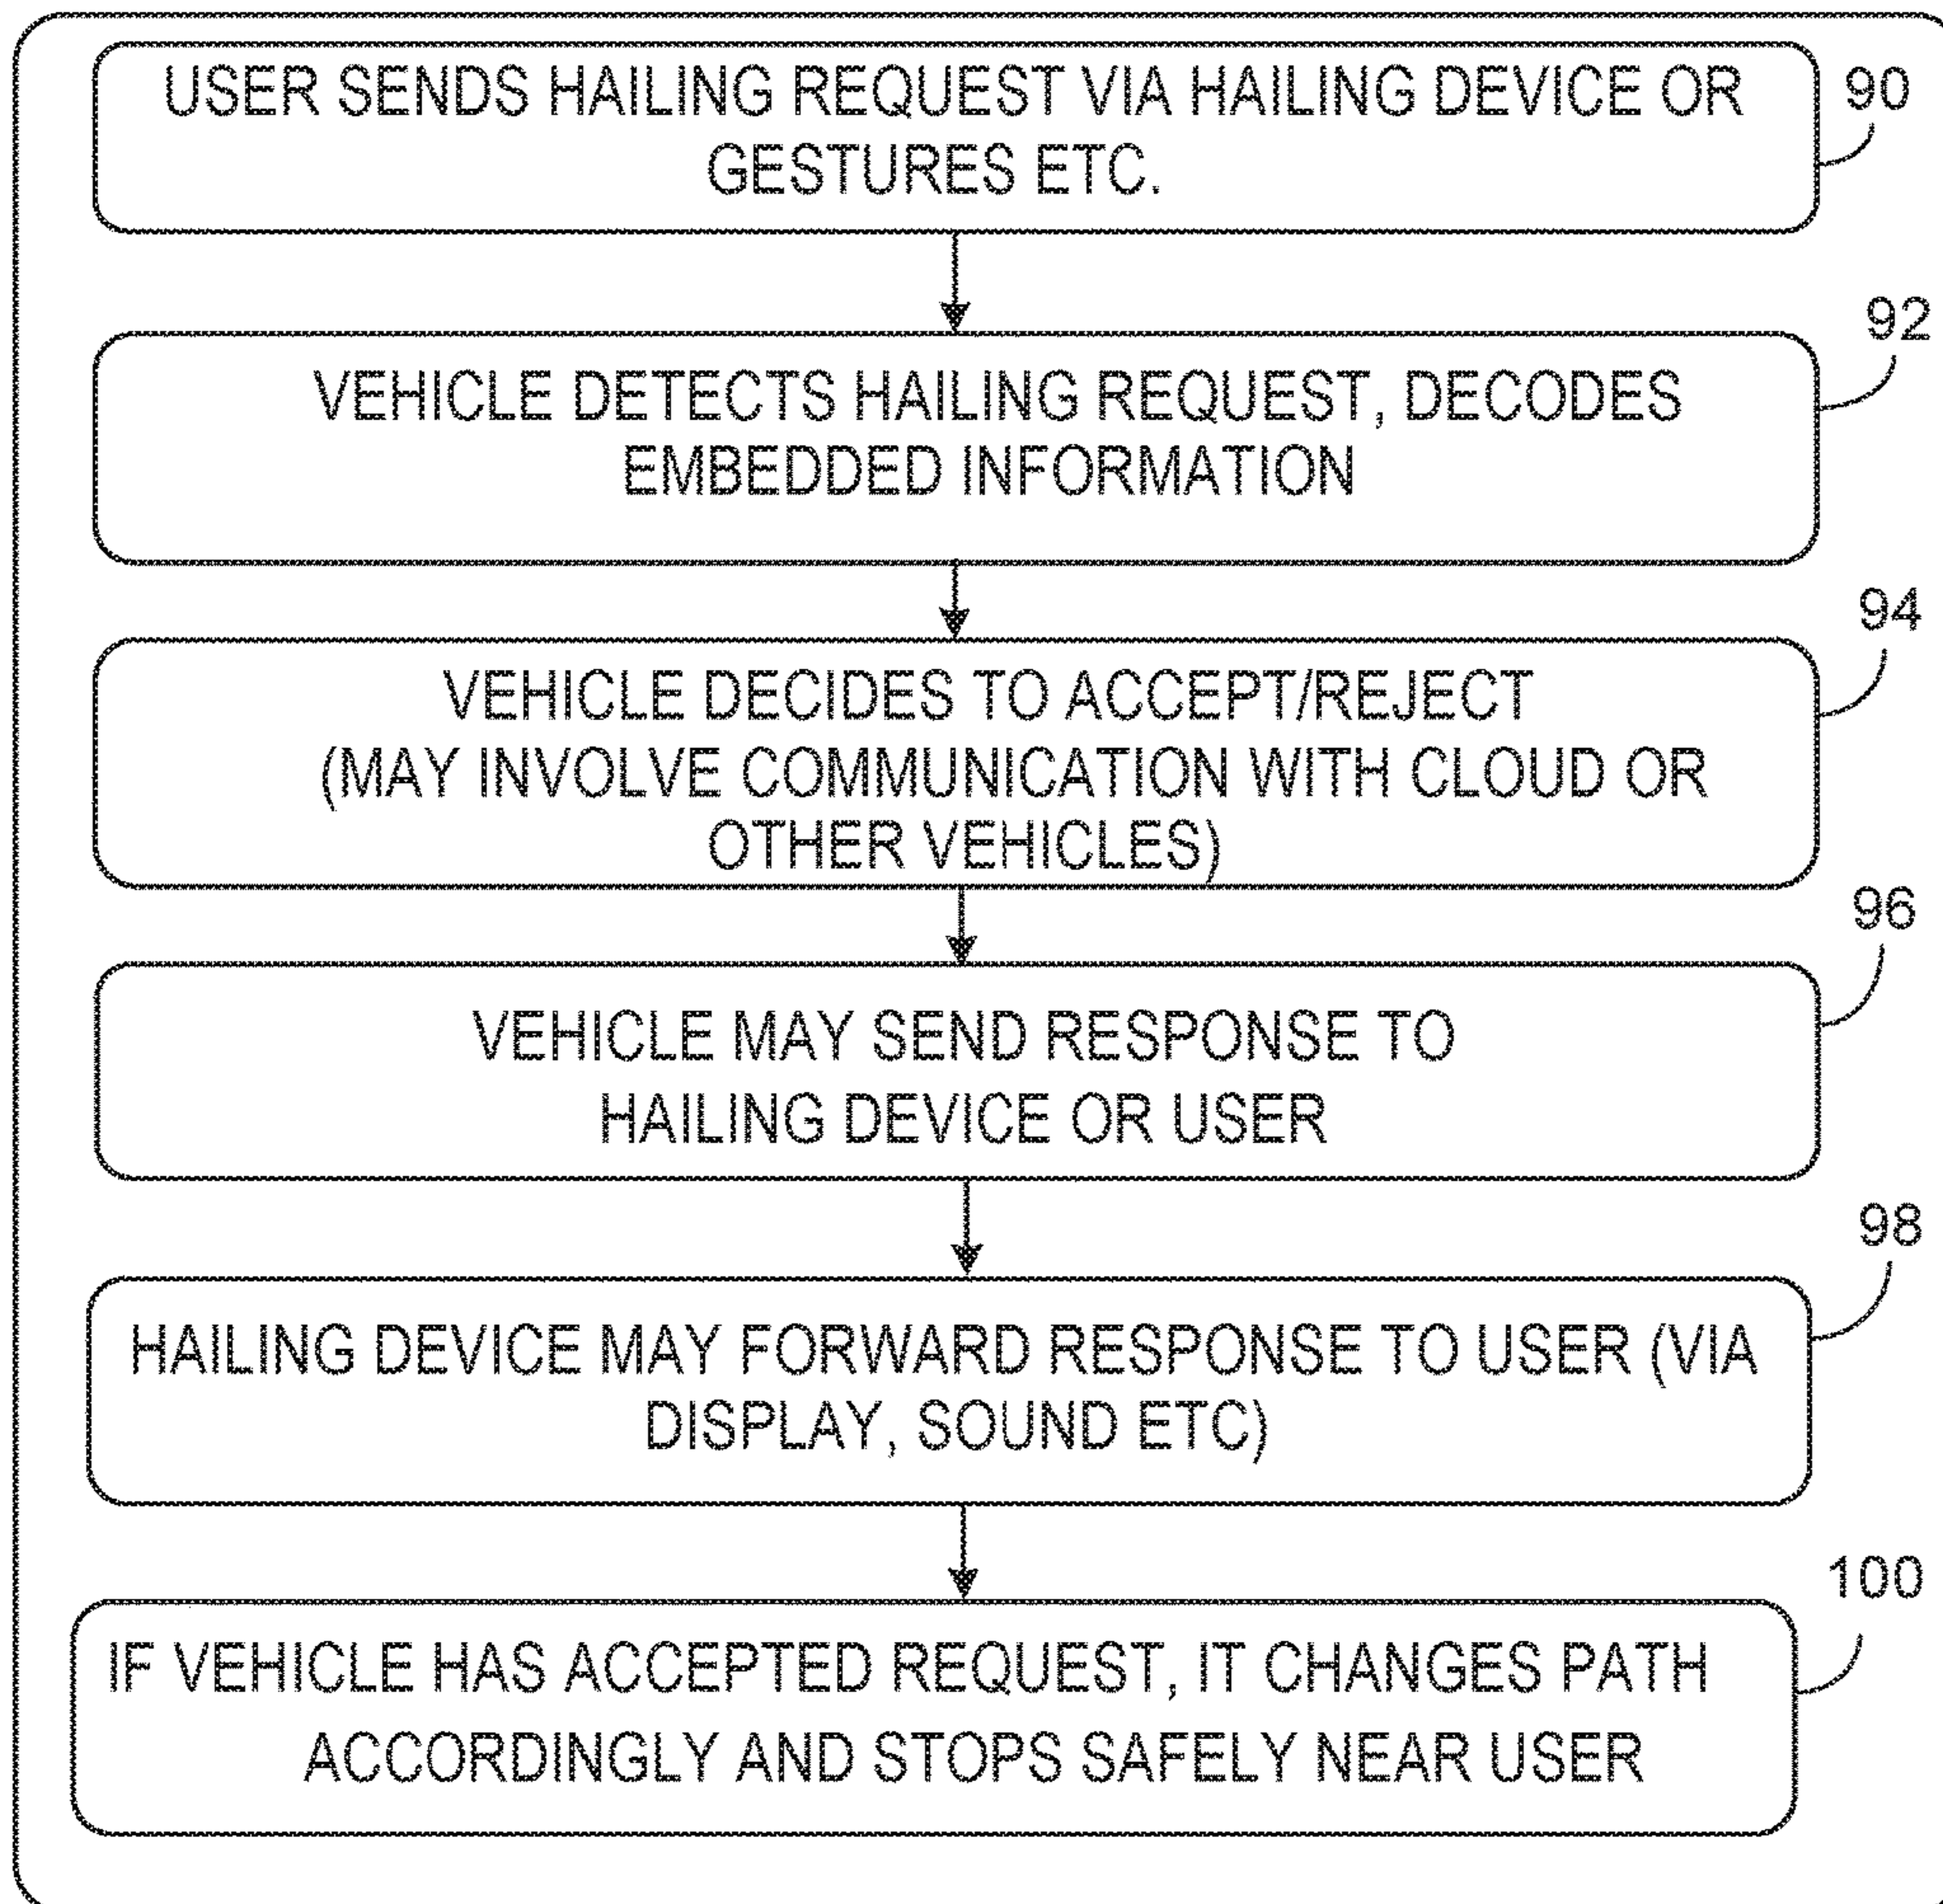 USER SENDS HAILING REQUEST VIA HAILING DEVICE OR
GESTURES ETC.
90
VEHICLE DETECTS HAILING REQUEST, DECODES
EMBEDDED INFORMATION
92
VEHICLE DECIDES TO ACCEPT/REJECT
(MAY INVOLVE COMMUNICATION WITH CLOUD OR
OTHER VEHICLES)
94
VEHICLE MAY SEND RESPONSE TO
HAILING DEVICE OR USER
96
HAILING DEVICE MAY FORWARD RESPONSE TO USER (VIA
DISPLAY, SOUND ETC)
98
IF VEHICLE HAS ACCEPTED REQUEST, IT CHANGES PATH
ACCORDINGLY AND STOPS SAFELY NEAR USER
100